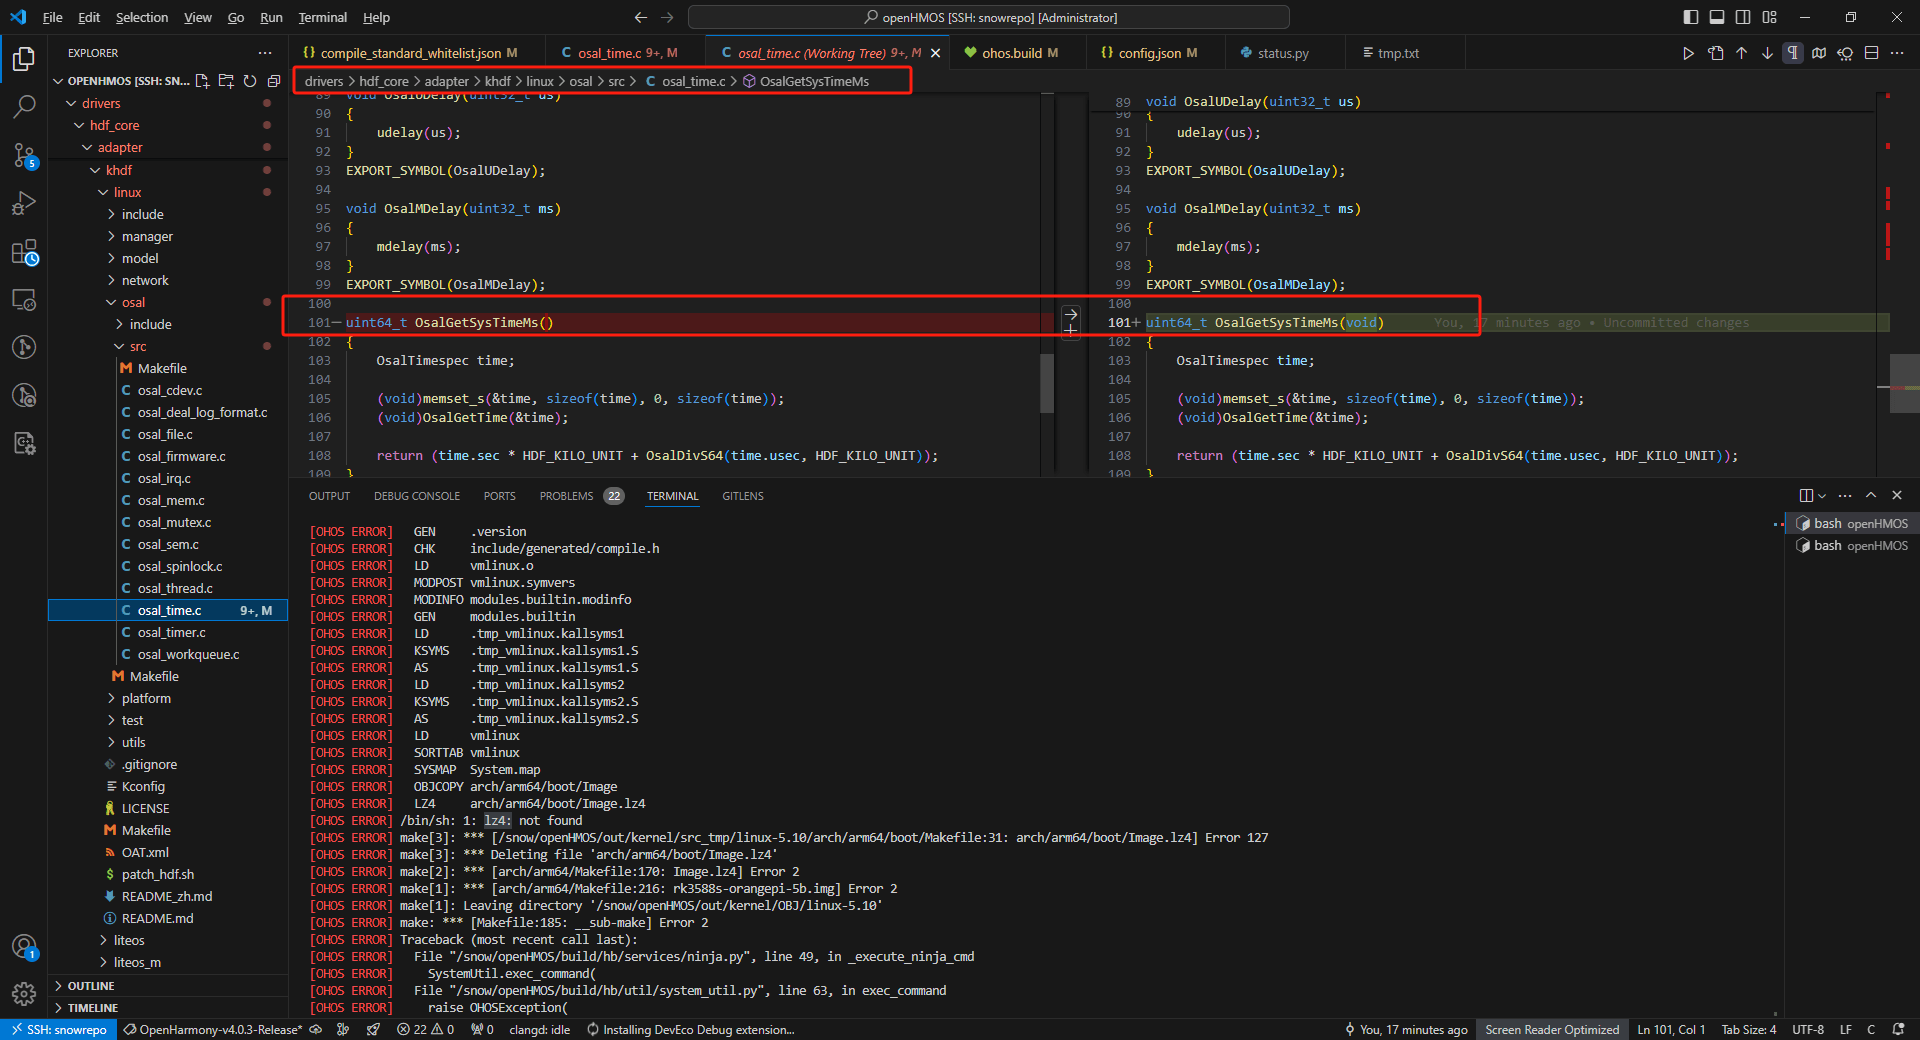 File Edit Selection View Go Run Terminal Help
openHMOS [SSH: snowrepo] [Administrator]
EXPLORER
OPENHMOS [SSH: SN...
drivers
hdf_core
adapter
khdf
linux
include
manager
model
network
osal
include
src
Makefile
osal_cdev.c
osal_deal_log_format.c
osal_file.c
osal_firmware.c
osal_irq.c
osal_mem.c
osal_mutex.c
osal_sem.c
osal_spinlock.c
osal_thread.c
osal_time.c 9+, M
osal_timer.c
osal_workqueue.c
Makefile
platform
test
utils
.gitignore
Kconfig
LICENSE
Makefile
OAT.xml
patch_hdf.sh
README_zh.md
README.md
liteos
liteos_m
OUTLINE
TIMELINE
5
1
compile_standard_whitelist.json M
osal_time.c 9+, M
osal_time.c (Working Tree) 9+, M
ohos.build M
config.json M
status.py
tmp.txt
drivers > hdf_core > adapter > khdf > linux > osal > src > C osal_time.c > OsalGetSysTimeMs
89 void OsalUDelay(uint32_t us)
90 {
91 udelay(us);
92 }
93 EXPORT_SYMBOL(OsalUDelay);
94
95 void OsalMDelay(uint32_t ms)
96 {
97 mdelay(ms);
98 }
99 EXPORT_SYMBOL(OsalMDelay);
100
101— uint64_t OsalGetSysTimeMs()
102 {
103 OsalTimespec time;
104
105 (void)memset_s(&time, sizeof(time), 0, sizeof(time));
106 (void)OsalGetTime(&time);
107
108 return (time.sec * HDF_KILO_UNIT + OsalDivS64(time.usec, HDF_KILO_UNIT));
109 }
89 void OsalUDelay(uint32_t us)
90 {
91 udelay(us);
92 }
93 EXPORT_SYMBOL(OsalUDelay);
94
95 void OsalMDelay(uint32_t ms)
96 {
97 mdelay(ms);
98 }
99 EXPORT_SYMBOL(OsalMDelay);
100
101+ uint64_t OsalGetSysTimeMs(void) You, 17 minutes ago • Uncommitted changes
102 {
103 OsalTimespec time;
104
105 (void)memset_s(&time, sizeof(time), 0, sizeof(time));
106 (void)OsalGetTime(&time);
107
108 return (time.sec * HDF_KILO_UNIT + OsalDivS64(time.usec, HDF_KILO_UNIT));
109 }
OUTPUT DEBUG CONSOLE PORTS PROBLEMS 22 TERMINAL GITLENS
[OHOS ERROR] GEN .version
[OHOS ERROR] CHK include/generated/compile.h
[OHOS ERROR] LD vmlinux.o
[OHOS ERROR] MODPOST vmlinux.symvers
[OHOS ERROR] MODINFO modules.builtin.modinfo
[OHOS ERROR] GEN modules.builtin
[OHOS ERROR] LD .tmp_vmlinux.kallsyms1
[OHOS ERROR] KSYMS .tmp_vmlinux.kallsyms1.S
[OHOS ERROR] AS .tmp_vmlinux.kallsyms1.S
[OHOS ERROR] LD .tmp_vmlinux.kallsyms2
[OHOS ERROR] KSYMS .tmp_vmlinux.kallsyms2.S
[OHOS ERROR] AS .tmp_vmlinux.kallsyms2.S
[OHOS ERROR] LD vmlinux
[OHOS ERROR] SORTTAB vmlinux
[OHOS ERROR] SYSMAP System.map
[OHOS ERROR] OBJCOPY arch/arm64/boot/Image
[OHOS ERROR] LZ4 arch/arm64/boot/Image.lz4
[OHOS ERROR] /bin/sh: 1: lz4: not found
[OHOS ERROR] make[3]: *** [/snow/openHMOS/out/kernel/src_tmp/linux-5.10/arch/arm64/boot/Makefile:31: arch/arm64/boot/Image.lz4] Error 127
[OHOS ERROR] make[3]: *** Deleting file 'arch/arm64/boot/Image.lz4'
[OHOS ERROR] make[2]: *** [arch/arm64/Makefile:170: Image.lz4] Error 2
[OHOS ERROR] make[1]: *** [arch/arm64/Makefile:216: rk3588s-orangepi-5b.img] Error 2
[OHOS ERROR] make[1]: Leaving directory '/snow/openHMOS/out/kernel/OBJ/linux-5.10'
[OHOS ERROR] make: *** [Makefile:185: __sub-make] Error 2
[OHOS ERROR] Traceback (most recent call last):
[OHOS ERROR] File "/snow/openHMOS/build/hb/services/ninja.py", line 49, in _execute_ninja_cmd
[OHOS ERROR] SystemUtil.exec_command(
[OHOS ERROR] File "/snow/openHMOS/build/hb/util/system_util.py", line 63, in exec_command
[OHOS ERROR] raise OHOSException(
bash openHMOS
bash openHMOS
SSH: snowrepo OpenHarmony-v4.0.3-Release* 22 0 0 clangd: idle Installing DevEco Debug extension... You, 17 minutes ago Screen Reader Optimized Ln 101, Col 1 Tab Size: 4 UTF-8 LF C